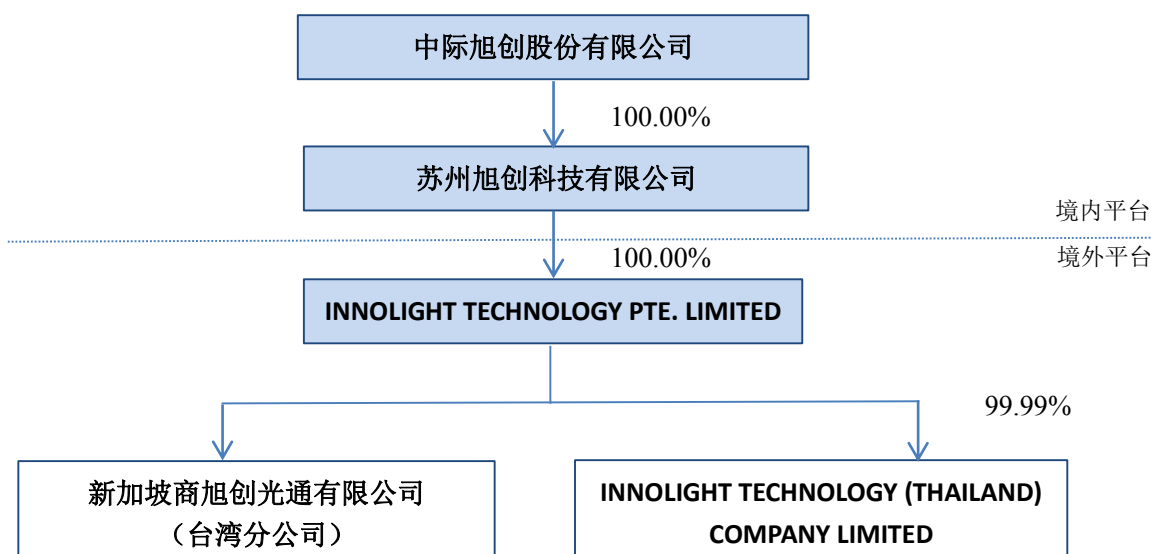 中际旭创股份有限公司
100.00%
苏州旭创科技有限公司
境内平台
境外平台
100.00%
INNOLIGHT TECHNOLOGY PTE. LIMITED
99.99%
新加坡商旭创光通有限公司
（台湾分公司）
INNOLIGHT TECHNOLOGY (THAILAND)
COMPANY LIMITED